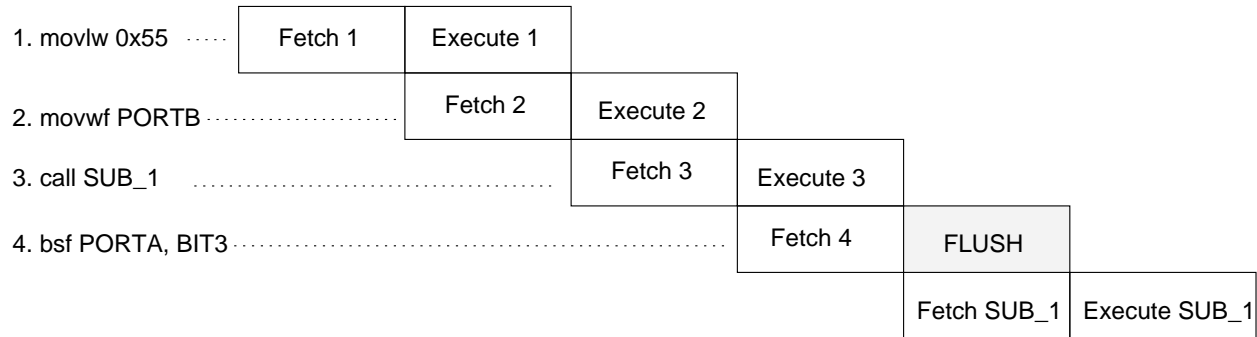 1. movlw 0x55 Fetch 1 Execute 1
2. movwf PORTB Fetch 2 Execute 2
3. call SUB_1 Fetch 3 Execute 3
4. bsf PORTA, BIT3 Fetch 4 FLUSH
Fetch SUB_1 Execute SUB_1